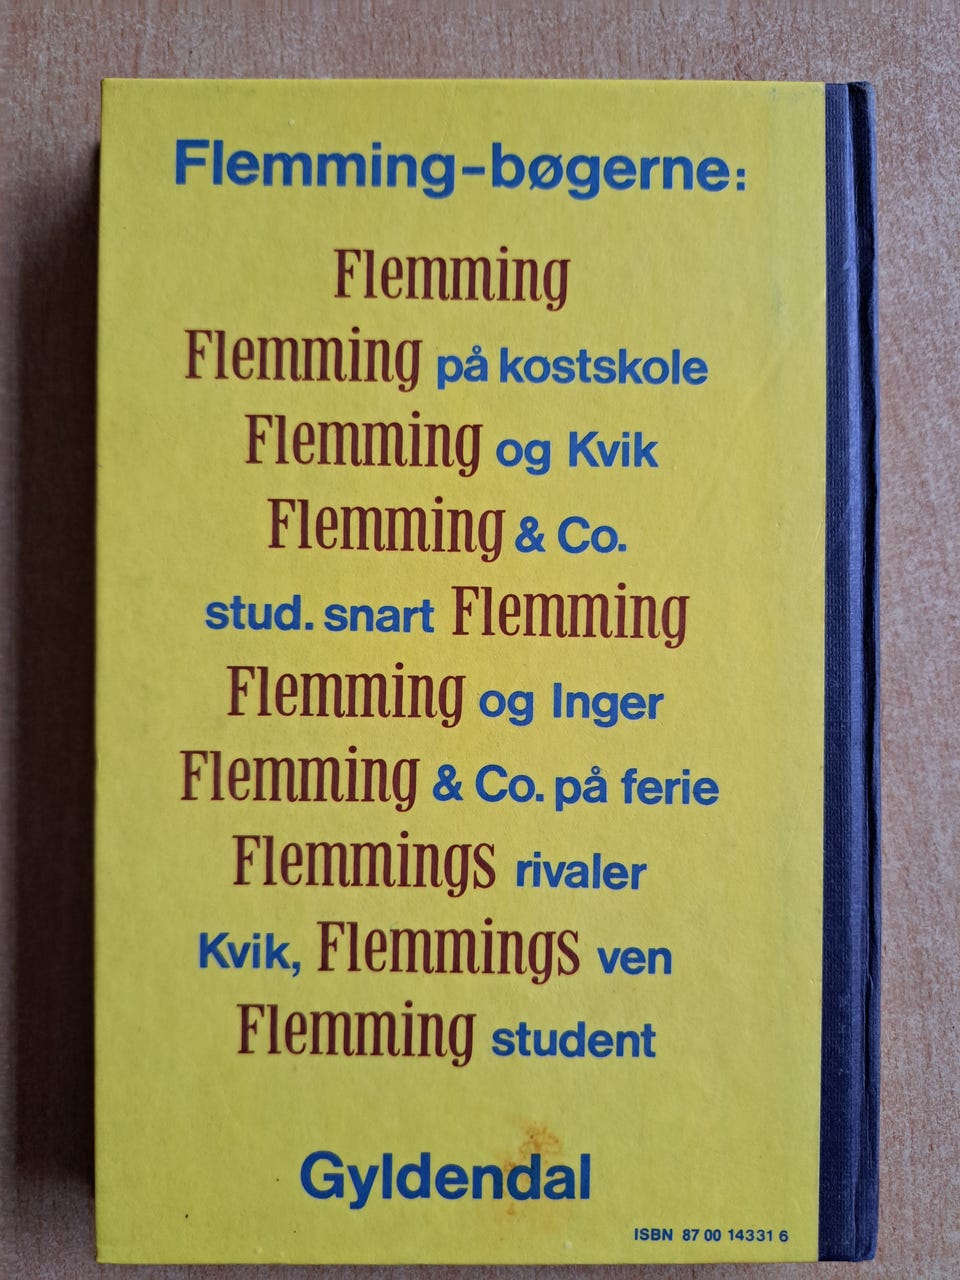 Flemming-bøgerne:
Flemming
Flemming på kostskole
Flemming og Kvik
Flemming & Co.
stud. snart Flemming
Flemming og Inger
Flemming & Co. på ferie
Flemmings rivaler
Kvik, Flemmings ven
Flemming student
Gyldendal
ISBN 87 00 14331 6